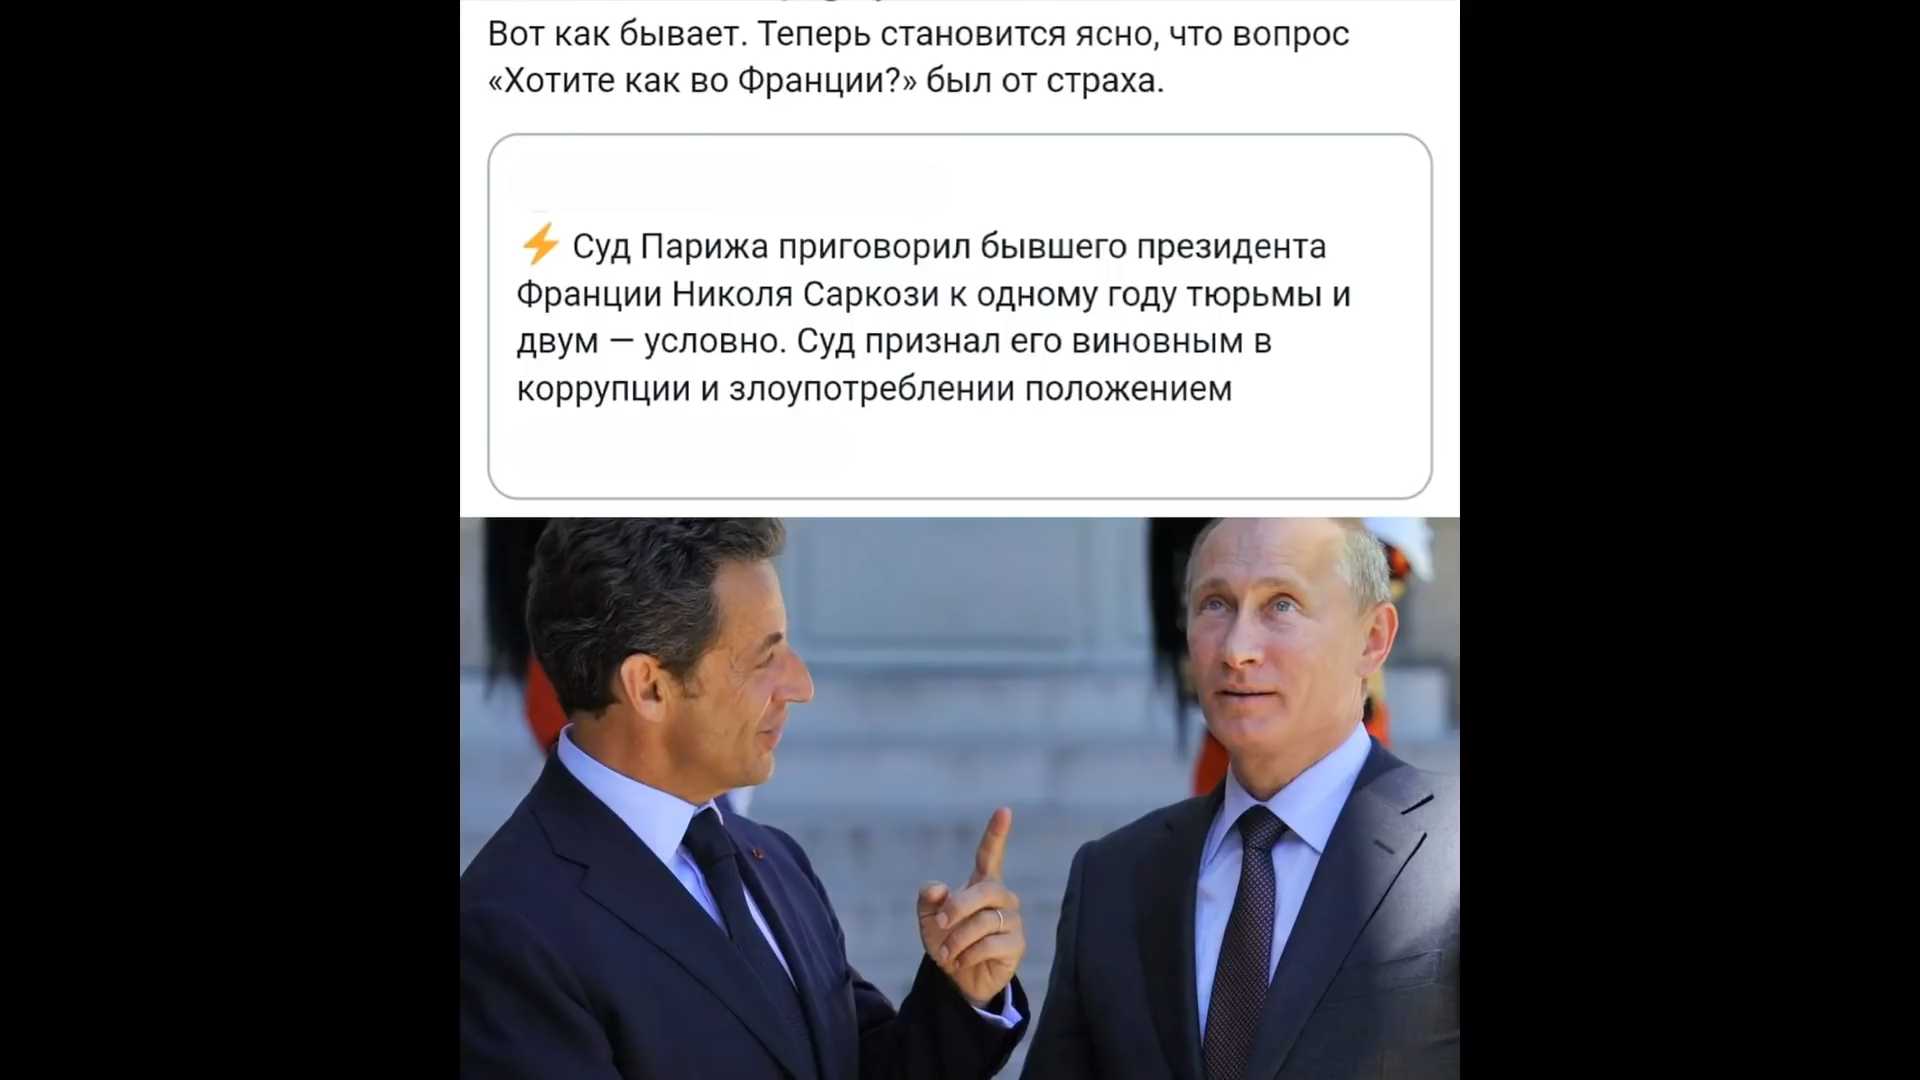 Вот как бывает. Теперь становится ясно, что вопрос
«Хотите как во Франции?» был от страха.
⚡ Суд Парижа приговорил бывшего президента
Франции Николя Саркози к одному году тюрьмы и
двум — условно. Суд признал его виновным в
коррупции и злоупотреблении положением